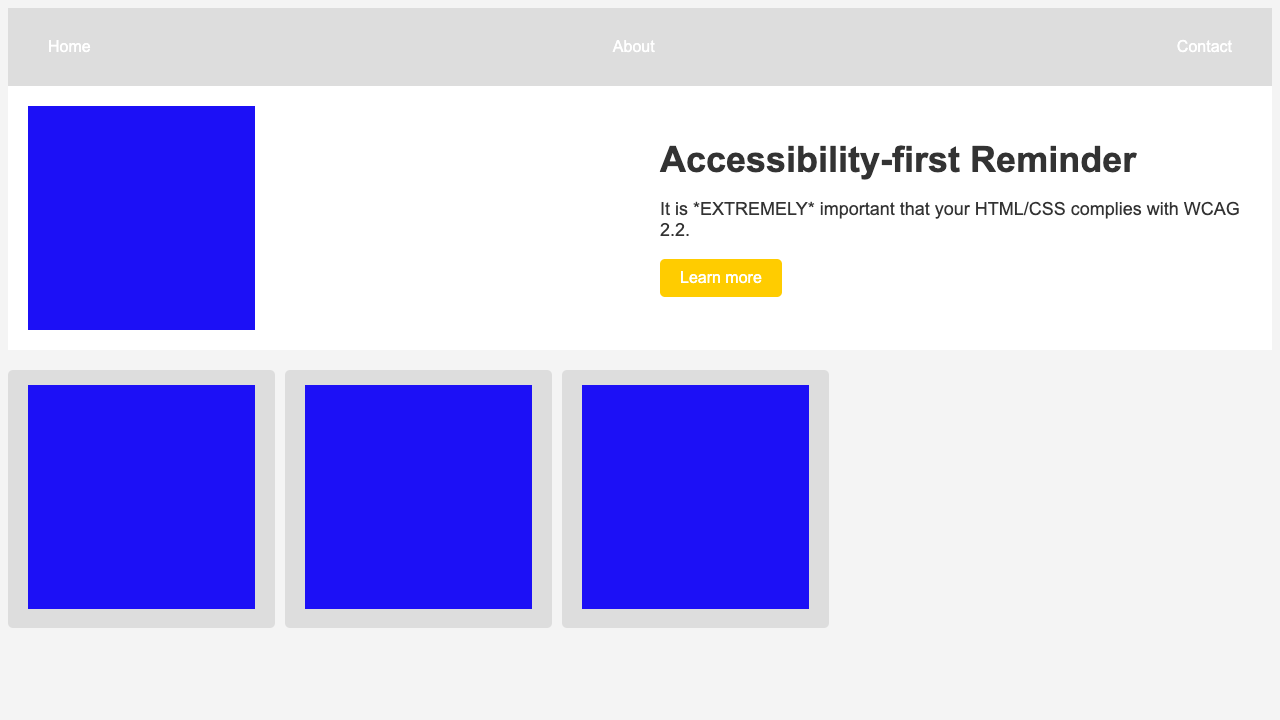 Home About Contact
Accessibility-first Reminder
It is *EXTREMELY* important that your HTML/CSS complies with WCAG
2.2.
Learn more